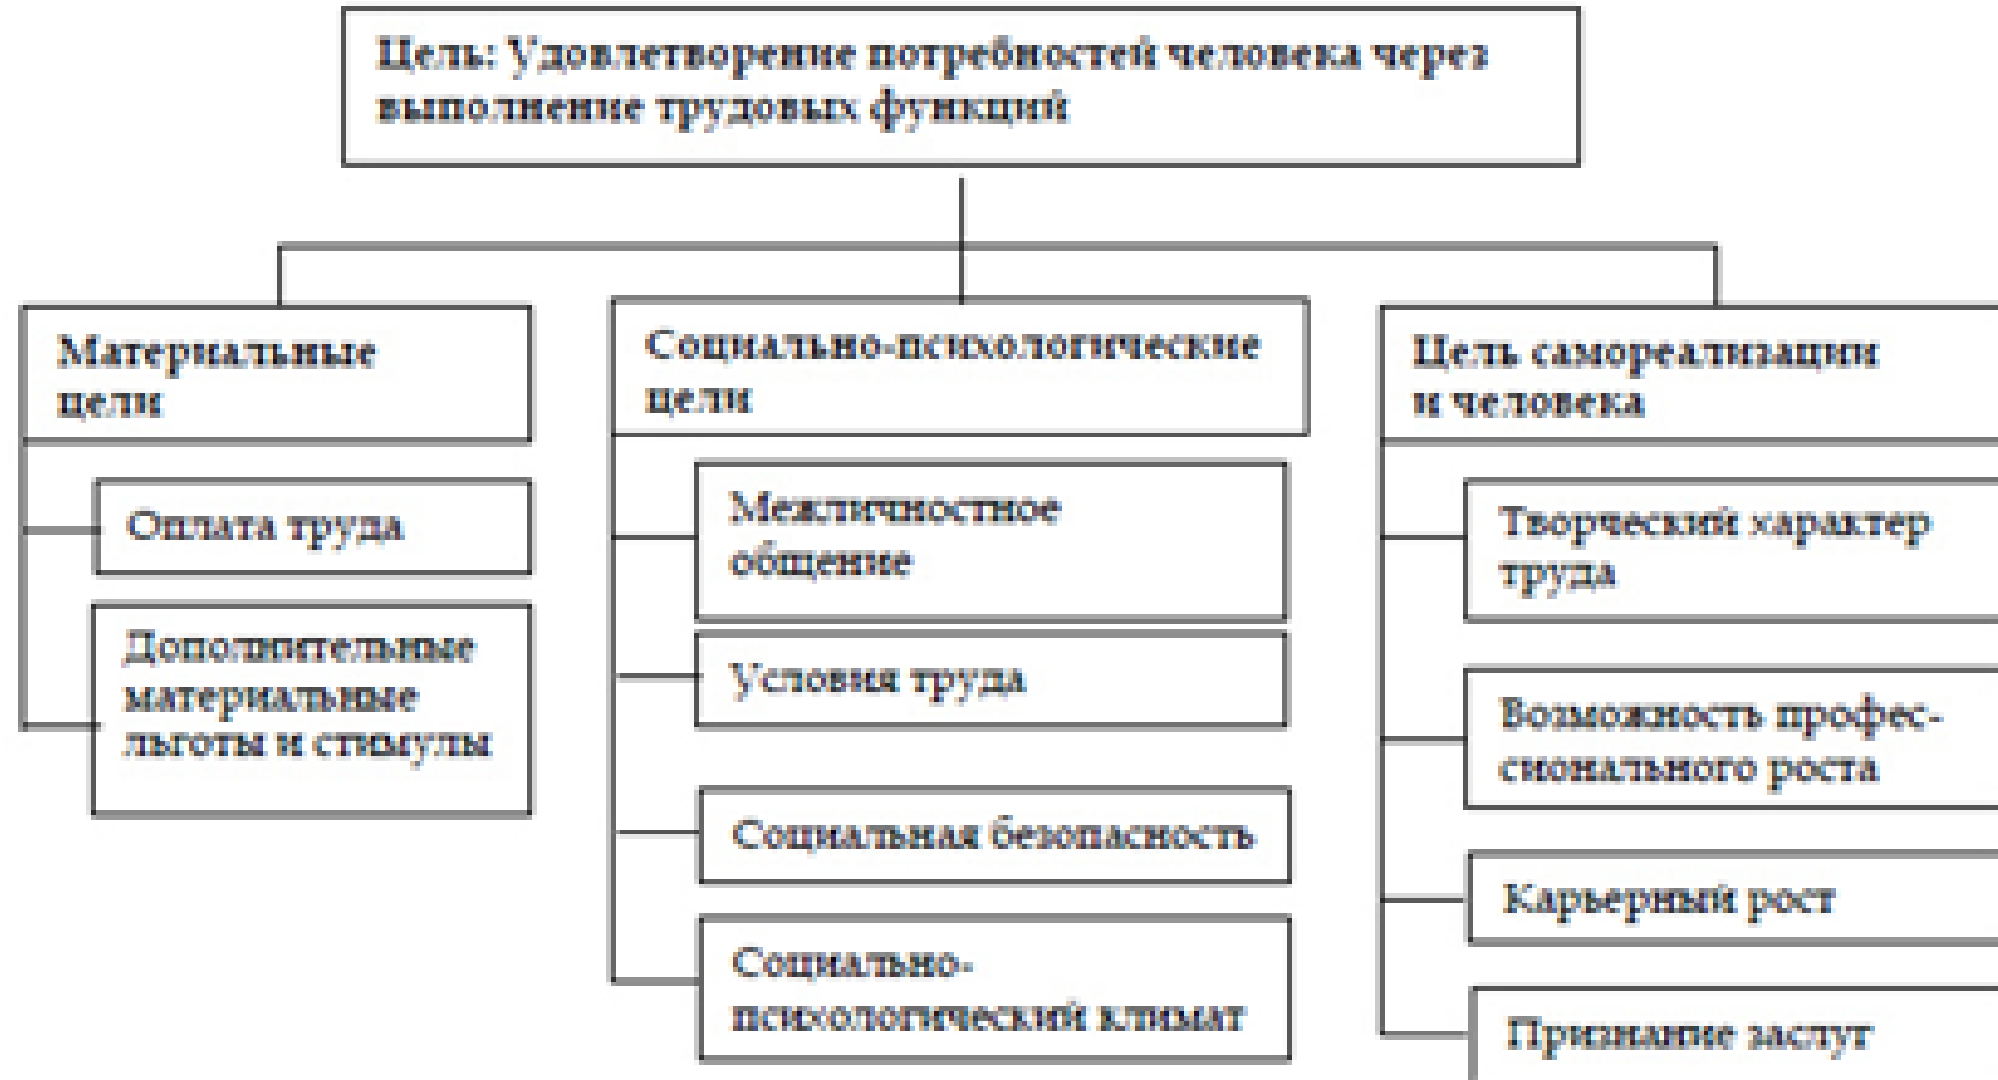 Цель: Удовлетворение потребностей человека через
выполнение трудовых функций
Материальные
цели
Оплата труда
Дополнительные
материальные
льготы и стимулы
Социально-психологические
цели
Межличностное
общение
Условия труда
Социальная безопасность
Социально-
психологический климат
Цель самореализации
и человека
Творческий характер
труда
Возможность профес-
сионального роста
Карьерный рост
Признание заслуг